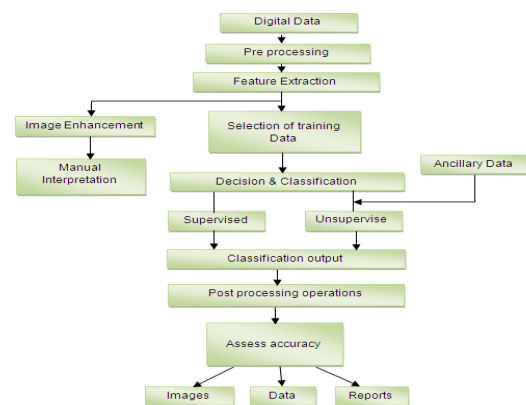 Digital Data
Pre processing
Feature Extraction
Image Enhancement
Selection of training
Data
Manual
Interpretation
Ancillary Data
Decision & Classification
Supervised
Unsupervise
Classification output
Post processing operations
Assess accuracy
Images
Data
Reports